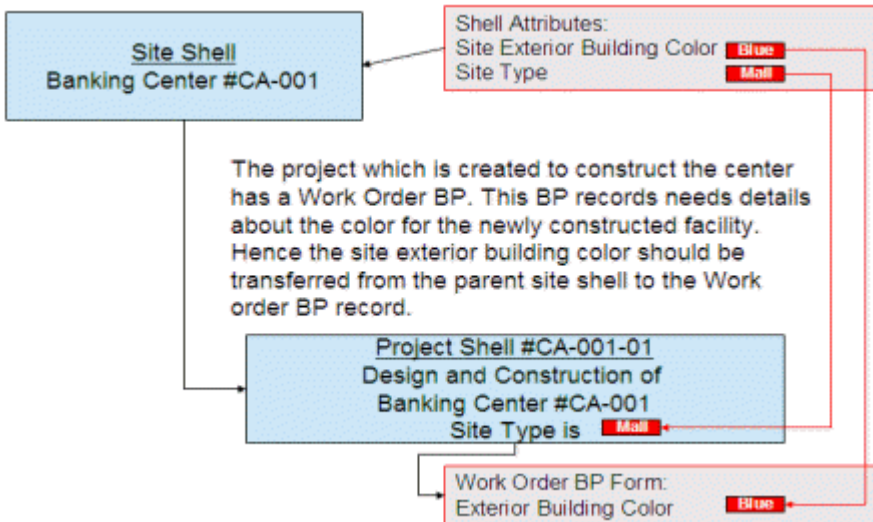 Site Shell
Banking Center #CA-001
Shell Attributes:
Site Exterior Building Color Blue
Site Type Mall
The project which is created to construct the center
has a Work Order BP. This BP records needs details
about the color for the newly constructed facility.
Hence the site exterior building color should be
transferred from the parent site shell to the Work
order BP record.
Project Shell #CA-001-01
Design and Construction of
Banking Center #CA-001
Site Type is Mall
Work Order BP Form:
Exterior Building Color Blue